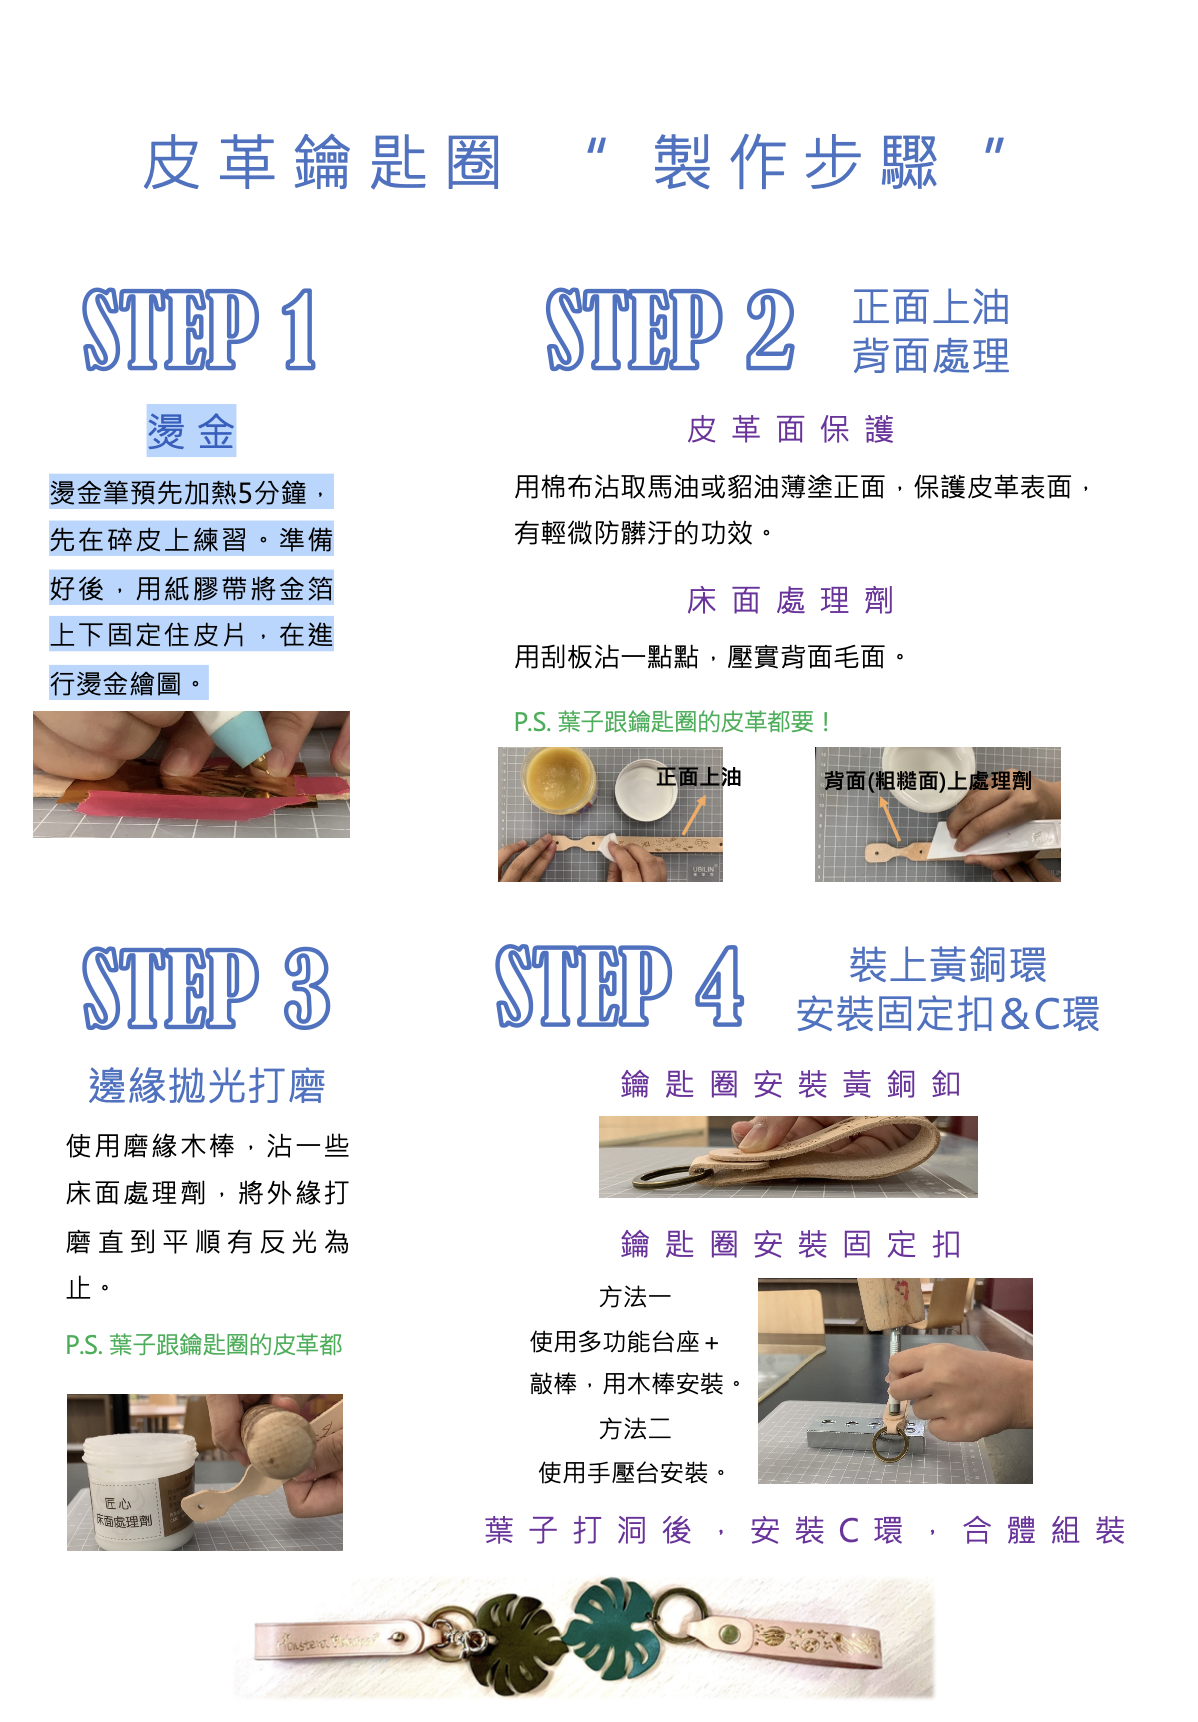 皮革鑰匙圈 “製作步驟”
STEP 1
燙金
燙金筆預先加熱5分鐘，
先在碎皮上練習。準備
好後，用紙膠帶將金箔
上下固定住皮片，在進
行燙金繪圖。
STEP 2
正面上油
背面處理
皮革面保護
用棉布沾取馬油或貂油薄塗正面，保護皮革表面，
有輕微防髒汙的功效。
床面處理劑
用刮板沾一點點，壓實背面毛面。
P.S. 葉子跟鑰匙圈的皮革都要！
正面上油
UBILIN
背面(粗糙面)上處理劑
STEP 3
邊緣拋光打磨
使用磨緣木棒，沾一些
床面處理劑，將外緣打
磨直到平順有反光為
止。
P.S. 葉子跟鑰匙圈的皮革都
匠心
床面處理劑
STEP 4
裝上黃銅環
安裝固定扣＆C環
鑰匙圈安裝黃銅釦
鑰匙圈安裝固定扣
方法一
使用多功能台座＋
敲棒，用木棒安裝。
方法二
使用手壓台安裝。
葉子打洞後，安裝C環，合體組裝